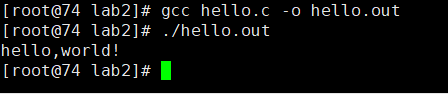 [root@74 lab2]# gcc hello.c -o hello.out
[root@74 lab2]# ./hello.out
hello,world!
[root@74 lab2]#